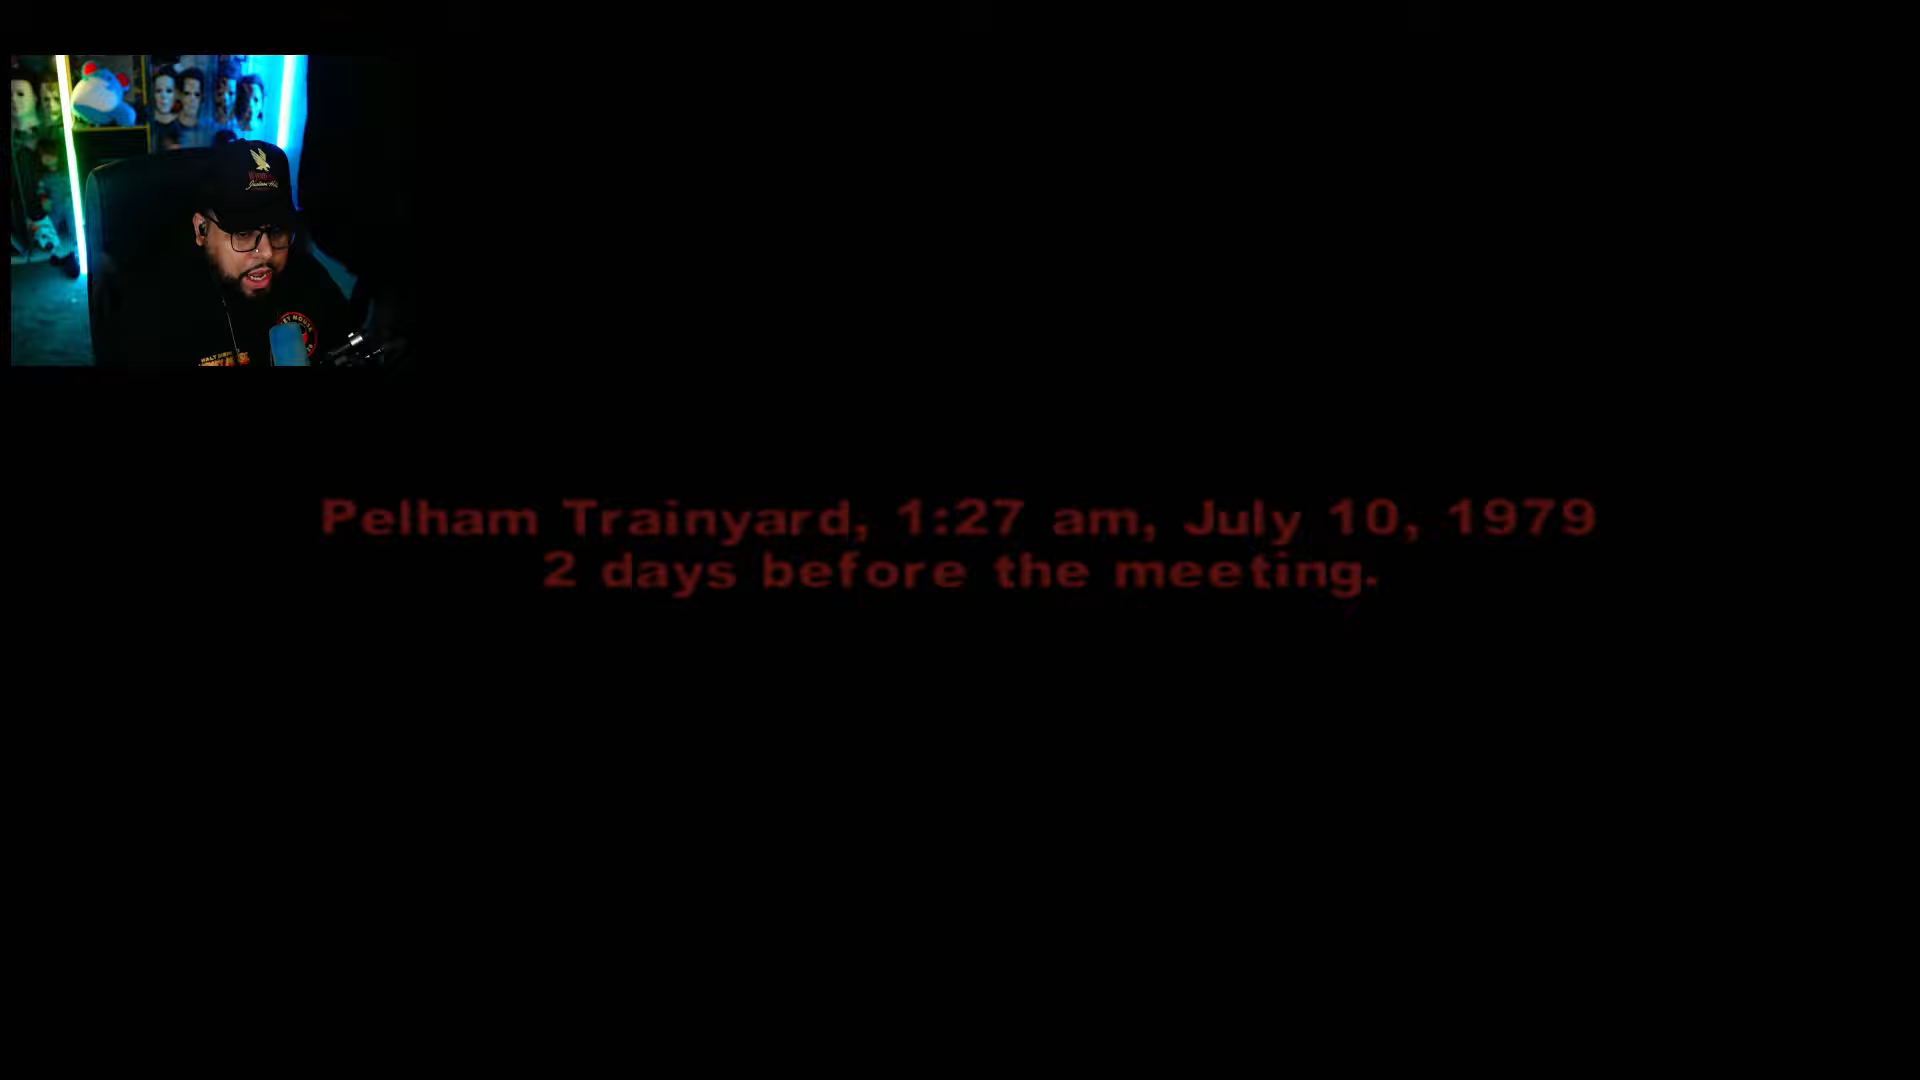 Pelham Trainyard, 1:27 am, July 10, 1979
2 days before the meeting.